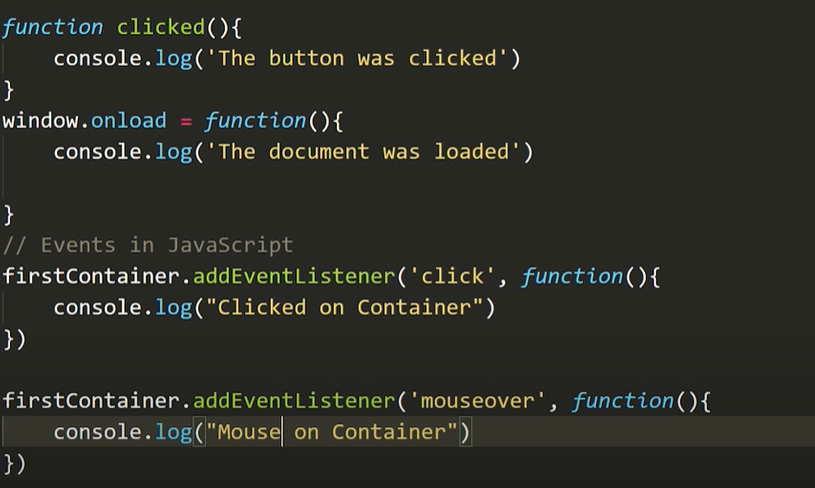 function clicked(){
    console.log('The button was clicked')
}
window.onload = function(){
    console.log('The document was loaded')

}
// Events in JavaScript
firstContainer.addEventListener('click', function(){
    console.log("Clicked on Container")
})

firstContainer.addEventListener('mouseover', function(){
    console.log("Mouse on Container")
})